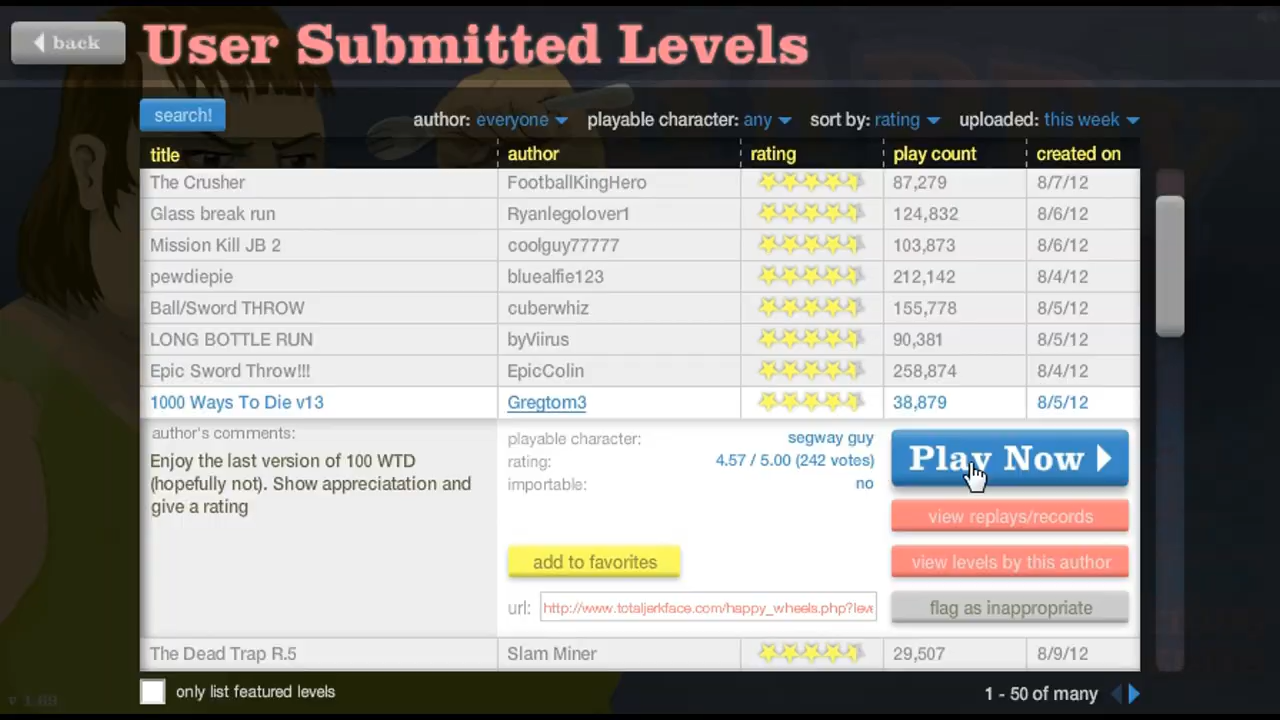 back
User Submitted Levels
search!
author: everyone playable character: any sort by: rating uploaded: this week
title author rating play count created on
The Crusher FootballKingHero 87,279 8/7/12
Glass break run Ryanlegolover1 124,832 8/6/12
Mission Kill JB 2 coolguy77777 103,873 8/6/12
pewdiepie bluealfie123 212,142 8/4/12
Ball/Sword THROW cuberwhiz 155,778 8/5/12
LONG BOTTLE RUN byViirus 90,381 8/5/12
Epic Sword Throw!!! EpicColin 258,874 8/4/12
1000 Ways To Die v13 Gregtom3 38,879 8/5/12
author's comments:
Enjoy the last version of 100 WTD
(hopefully not). Show appreciatation and
give a rating
playable character: segway guy
rating: 4.57 / 5.00 (242 votes)
importable: no
add to favorites
url: http://www.totaljerkface.com/happy_wheels.php?lev
Play Now
view replays/records
view levels by this author
flag as inappropriate
The Dead Trap R.5 Slam Miner 29,507 8/9/12
only list featured levels
1 - 50 of many
v 1.69